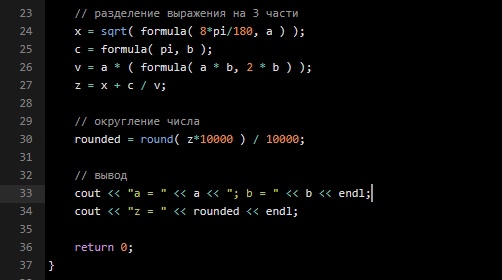 23 // разделение выражения на 3 части
24 x = sqrt( formula( 8*pi/180, a ) );
25 c = formula( pi, b );
26 v = a * ( formula( a * b, 2 * b ) );
27 z = x + c / v;
28
29 // округление числа
30 rounded = round( z*10000 ) / 10000;
31
32 // вывод
33 cout << "a = " << a << "; b = " << b << endl;
34 cout << "z = " << rounded << endl;
35
36 return 0;
37 }